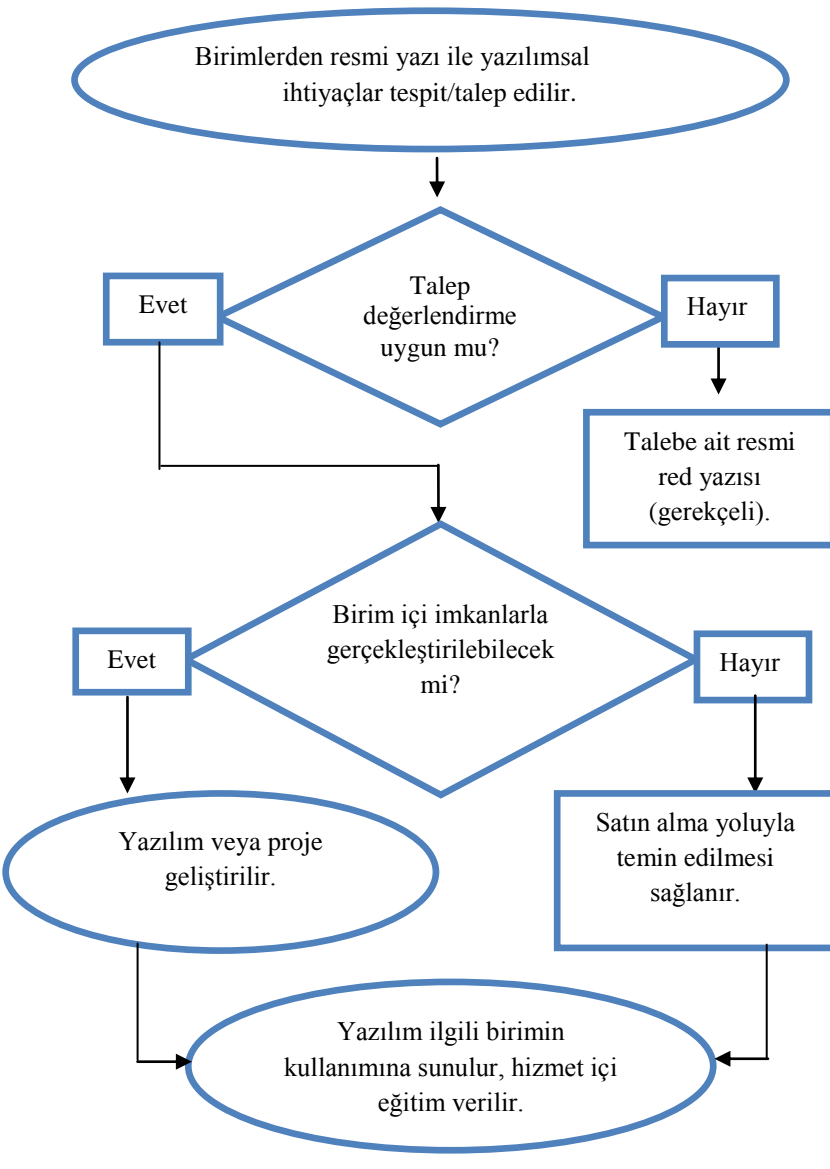 Birimlerden resmi yazı ile yazılımsal
ihtiyaçlar tespit/talep edilir.
Evet
Talep
değerlendirme
uygun mu?
Hayır
Talebe ait resmi
red yazısı
(gerekçeli).
Birim içi imkanlarla
gerçekleştirilebilecek
mi?
Evet
Hayır
Yazılım veya proje
geliştirilir.
Satın alma yoluyla
temin edilmesi
sağlanır.
Yazılım ilgili birimin
kullanımına sunulur, hizmet içi
eğitim verilir.